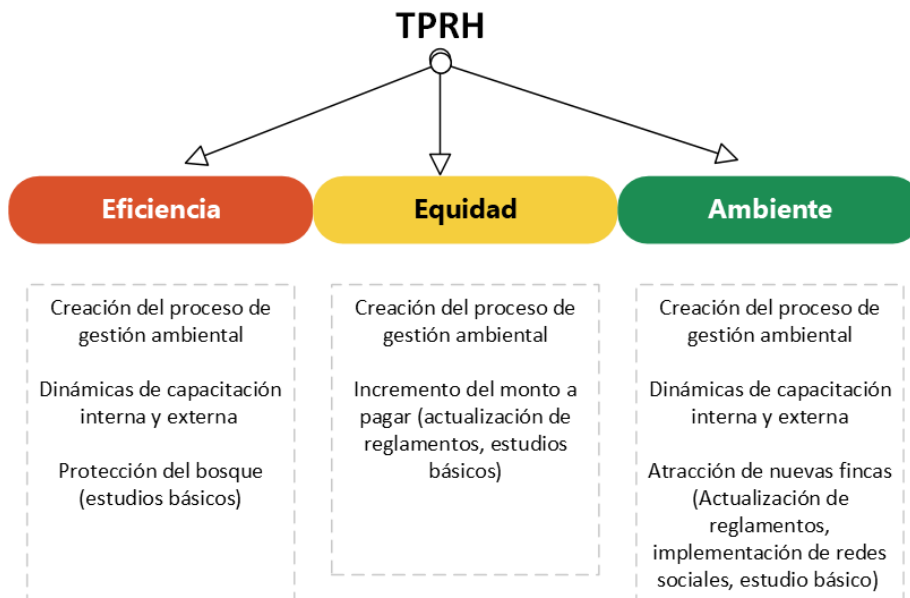 TPRH
Eficiencia
Equidad
Ambiente
Creación del proceso de
gestión ambiental
Dinámicas de capacitación
interna y externa
Protección del bosque
(estudios básicos)
Creación del proceso de
gestión ambiental
Incremento del monto a
pagar (actualización de
reglamentos, estudios
básicos)
Creación del proceso de
gestión ambiental
Dinámicas de capacitación
interna y externa
Atracción de nuevas fincas
(Actualización de
reglamentos,
implementación de redes
sociales, estudio básico)